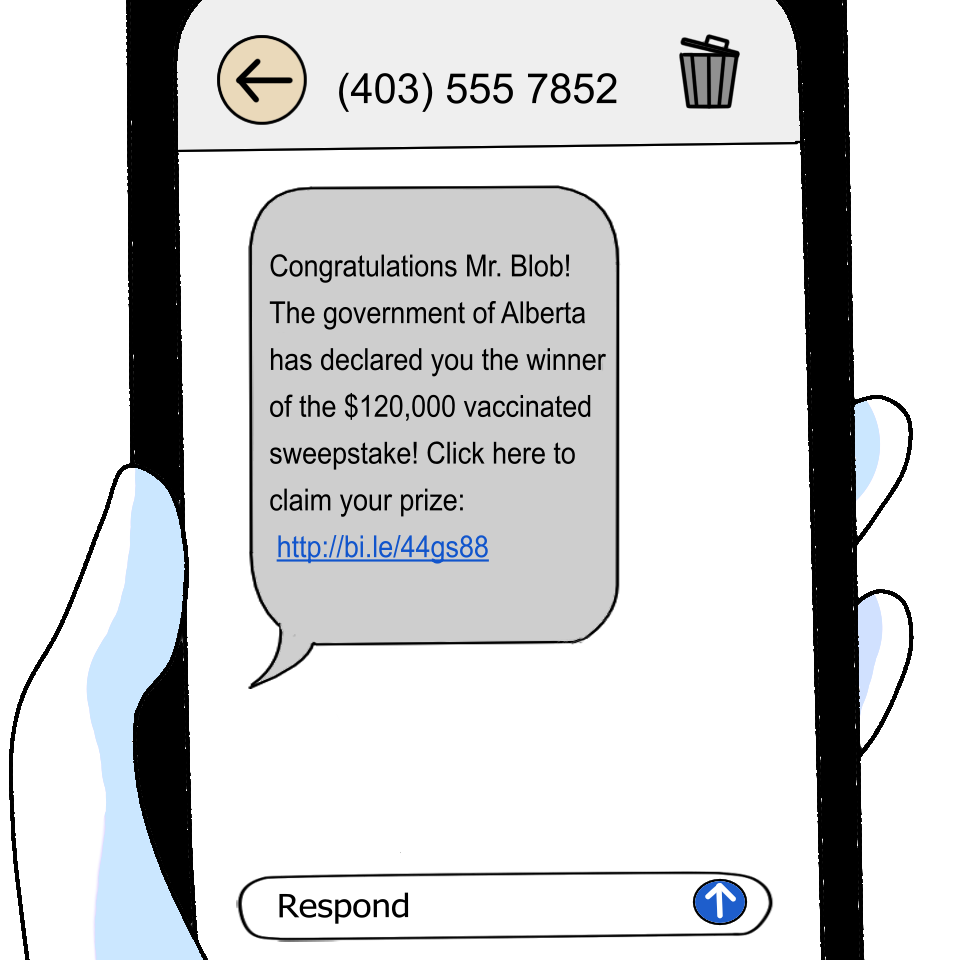 (403) 555 7852
Congratulations Mr. Blob!
The government of Alberta
has declared you the winner
of the $120,000 vaccinated
sweepstake! Click here to
claim your prize:
http://bi.le/44gs88
Respond